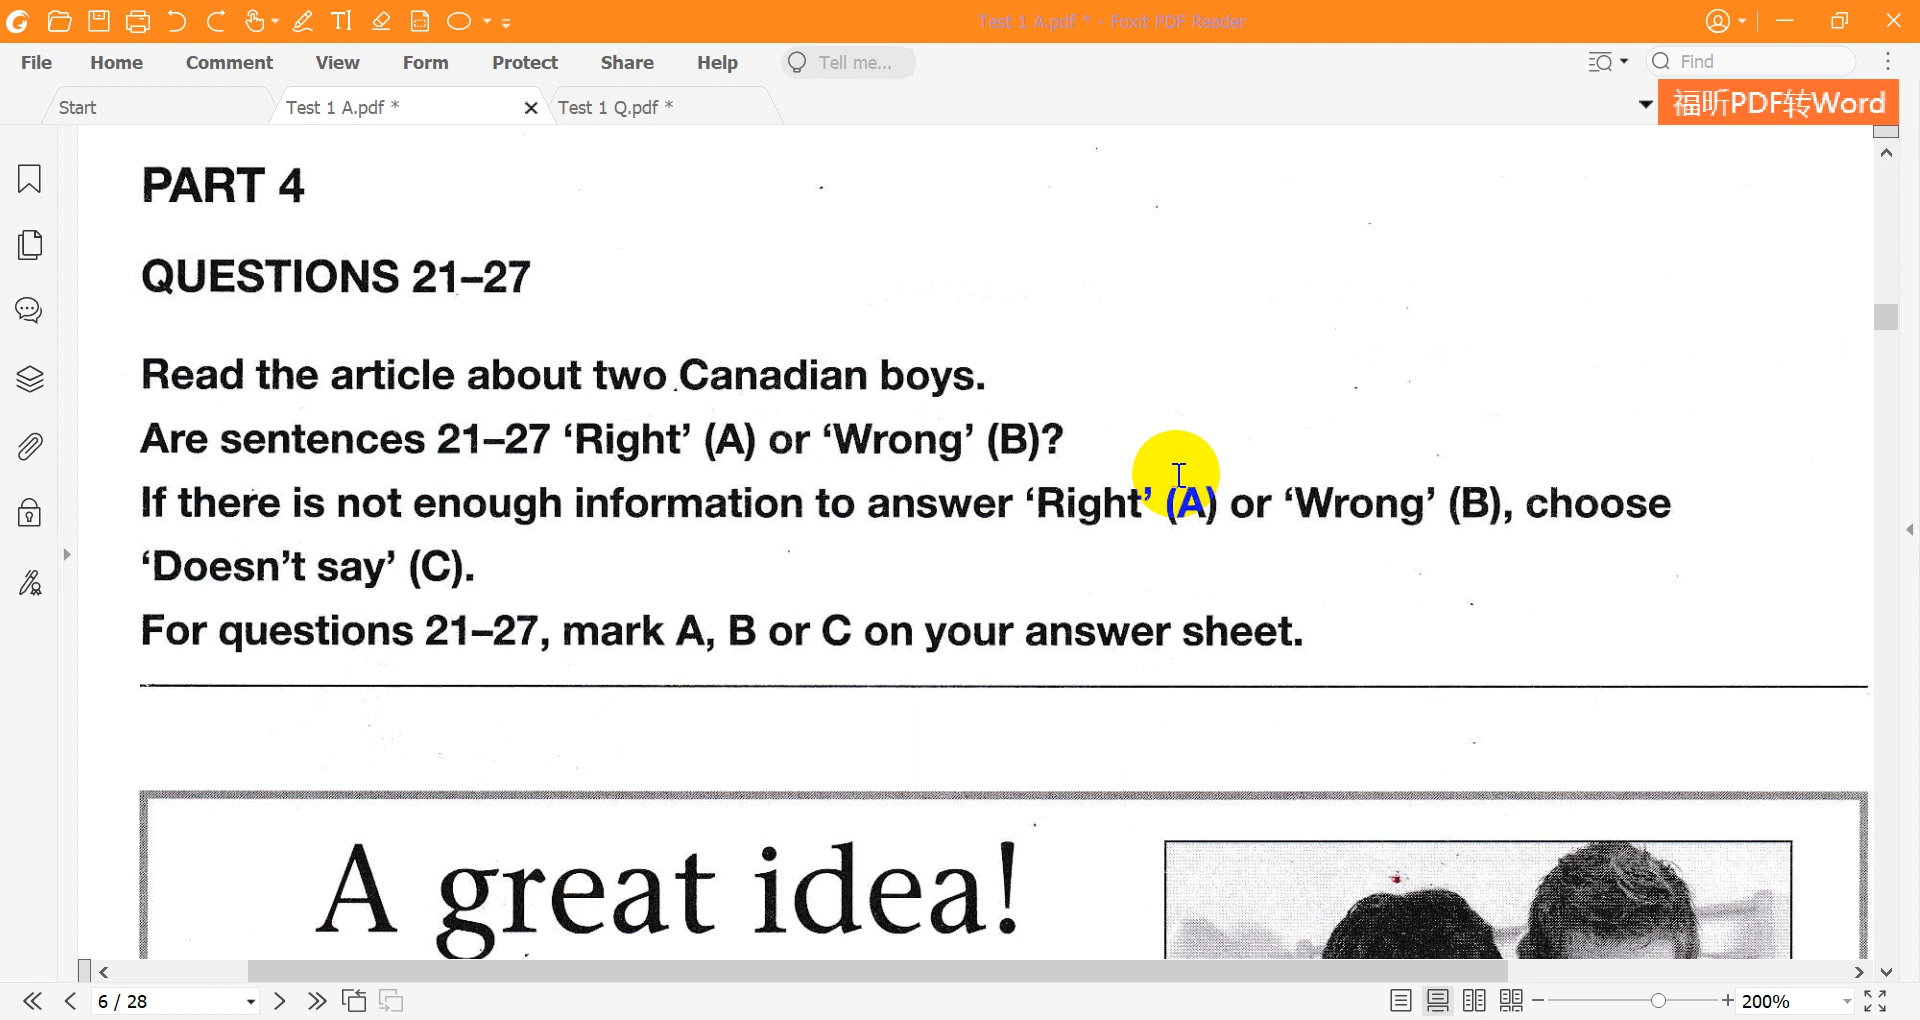 Test 1 A.pdf * - Foxit PDF Reader
File Home Comment View Form Protect Share Help Tell me... Find
Start Test 1 A.pdf * Test 1 Q.pdf * 福昕PDF转Word
PART 4
QUESTIONS 21–27
Read the article about two Canadian boys.
Are sentences 21–27 ‘Right’ (A) or ‘Wrong’ (B)?
If there is not enough information to answer ‘Right’ (A) or ‘Wrong’ (B), choose
‘Doesn’t say’ (C).
For questions 21–27, mark A, B or C on your answer sheet.
A great idea!
6 / 28 200%